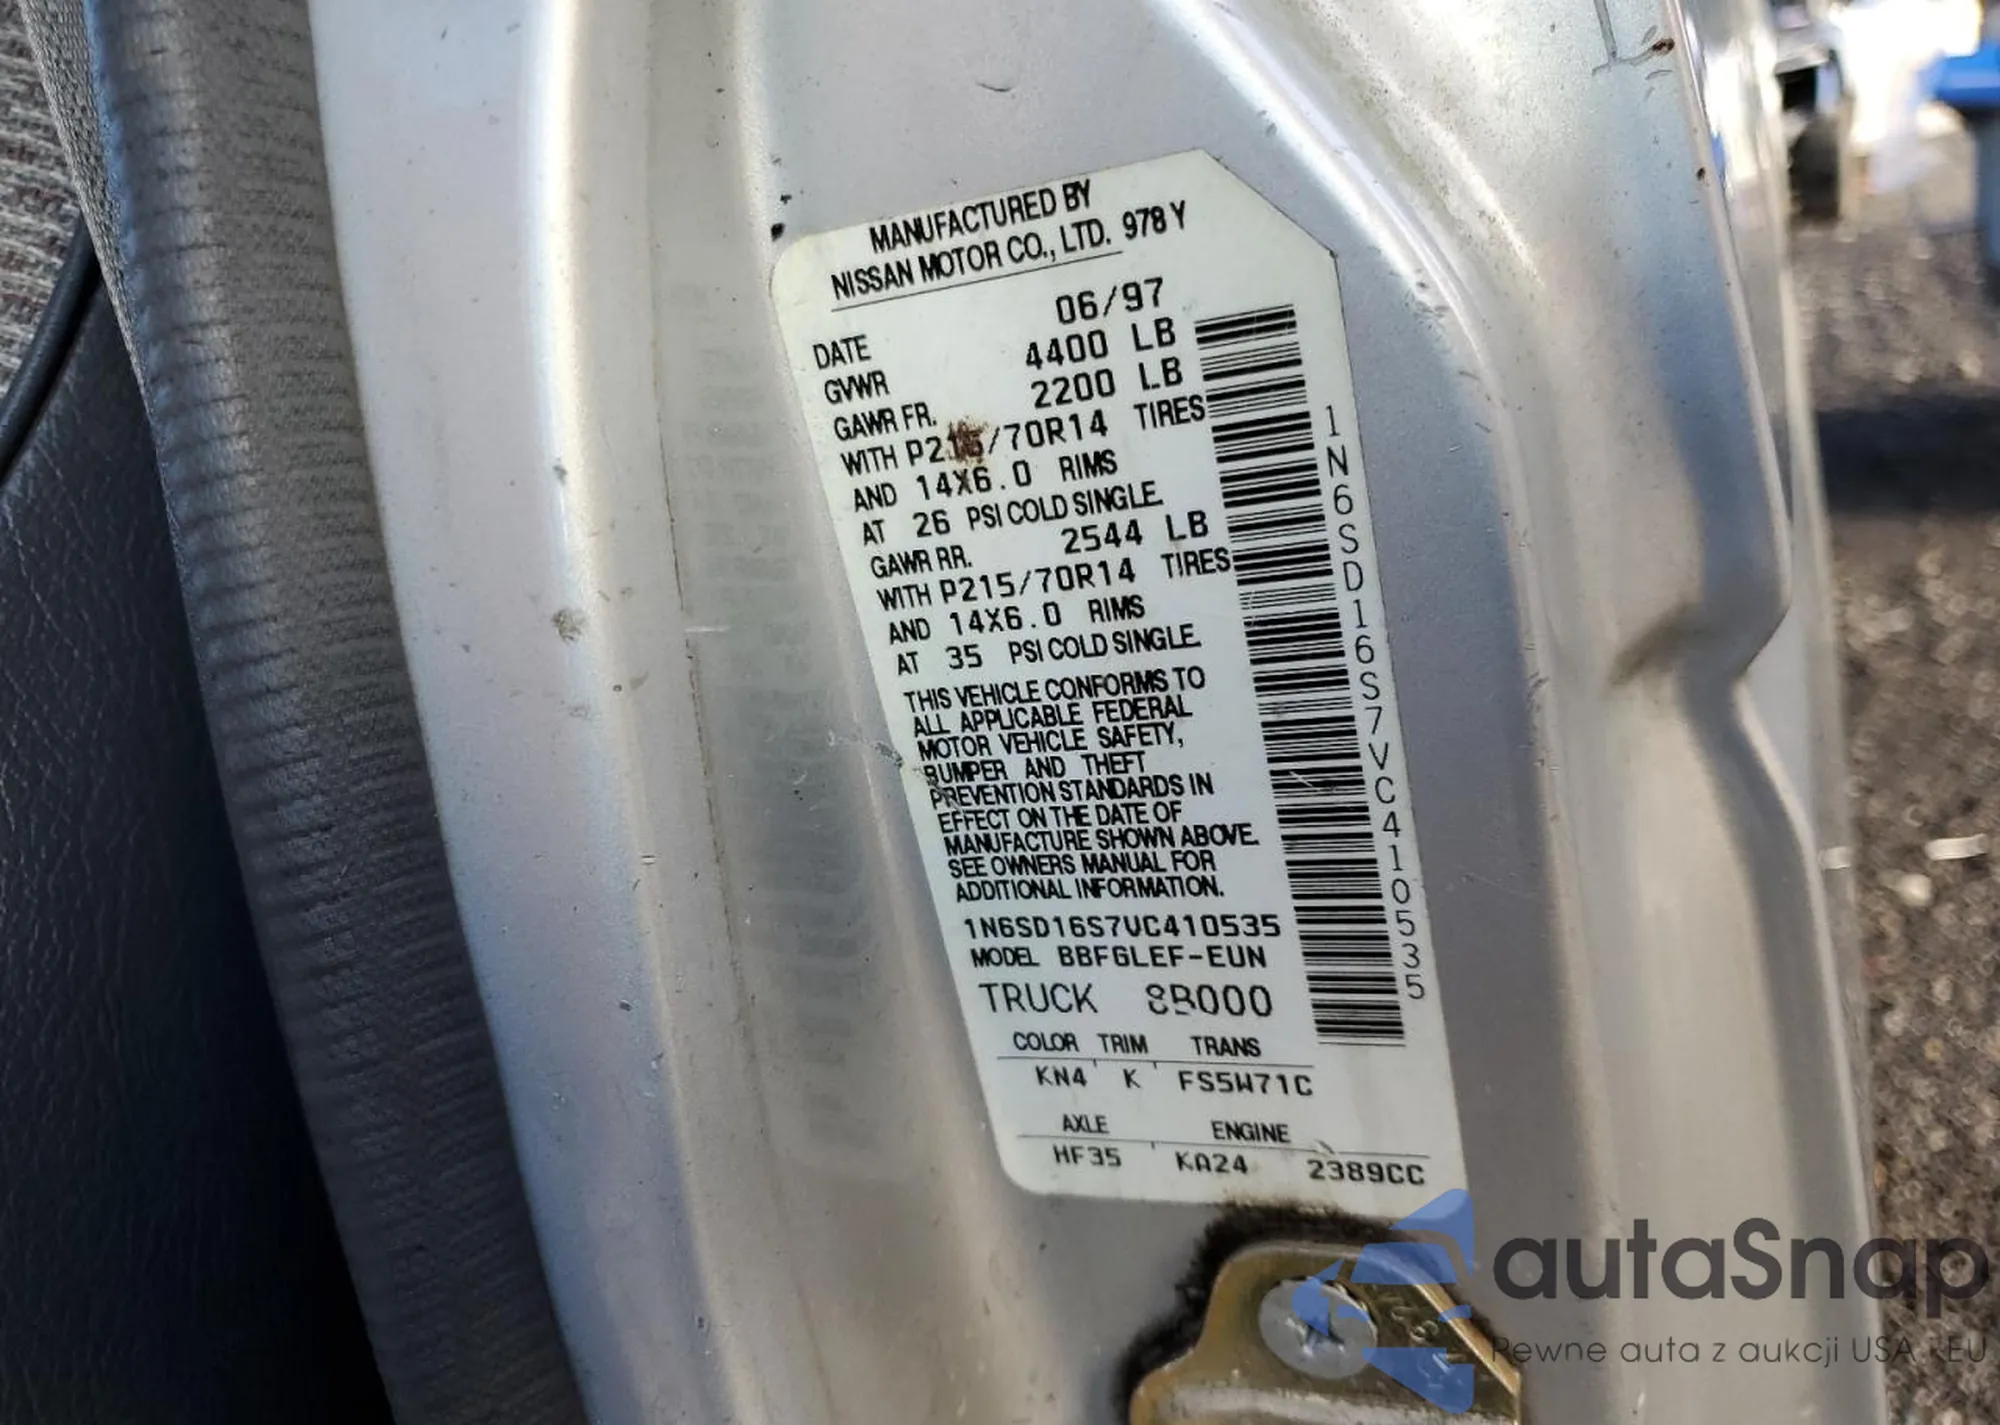 MANUFACTURED BY
NISSAN MOTOR CO., LTD. 978Y
DATE 06/97
GVWR 4400 LB
GAWR FR. 2200 LB
WITH P215/70R14 TIRES
AND 14X6.0 RIMS
AT 26 PSI COLD SINGLE.
GAWR RR. 2544 LB
WITH P215/70R14 TIRES
AND 14X6.0 RIMS
AT 35 PSI COLD SINGLE.
THIS VEHICLE CONFORMS TO
ALL APPLICABLE FEDERAL
MOTOR VEHICLE SAFETY,
BUMPER AND THEFT
PREVENTION STANDARDS IN
EFFECT ON THE DATE OF
MANUFACTURE SHOWN ABOVE.
SEE OWNERS MANUAL FOR
ADDITIONAL INFORMATION.
1N6SD16S7VC410535
MODEL BBFGLEF-EUN
TRUCK 8B000
COLOR TRIM TRANS
KN4 K FS5W71C
AXLE ENGINE
HF35 KA24 2389CC
1N6SD16S7VC410535
autaSnap
Pewne auta z aukcji USA i EU